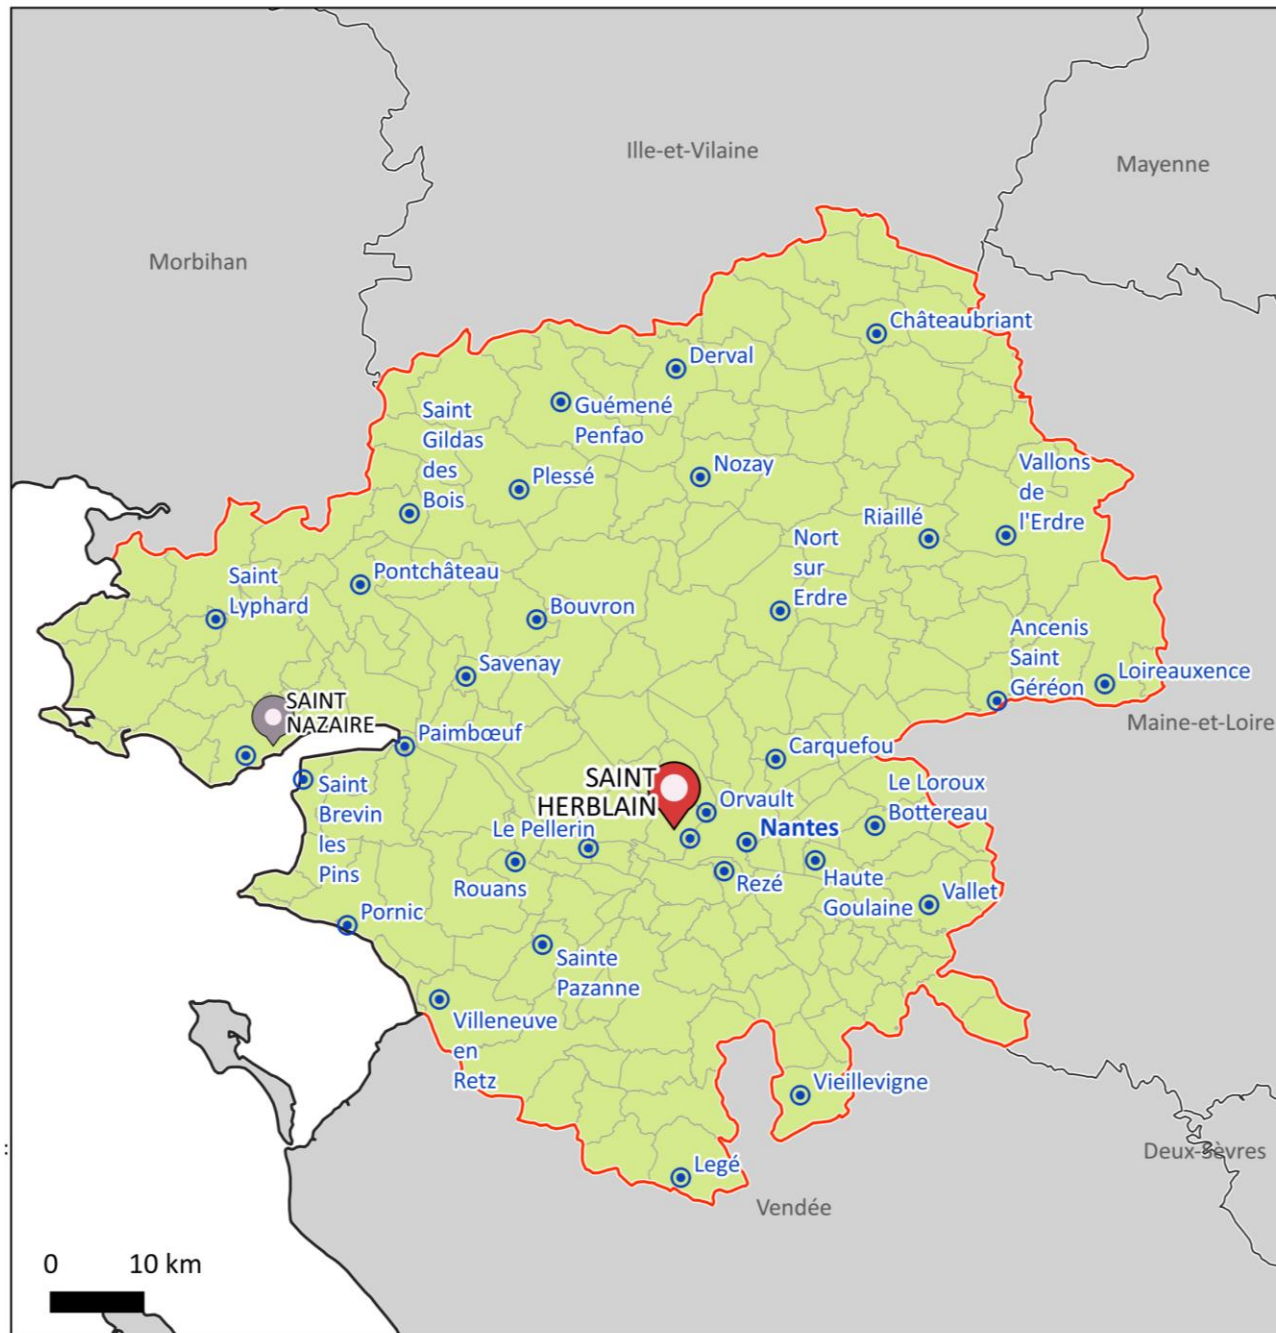 Ille-et-Vilaine
Mayenne
Morbihan
Châteaubriant
Derval
Guémené
Penfao
Saint
Gildas
des
Bois
Plessé
Nozay
Vallons
de
l'Erdre
Riaillé
Nort
sur
Erdre
Saint
Lyphard
Pontchâteau
Bouvron
Ancenis
Saint
Géréon
Loireauxence
Savenay
SAINT
NAZAIRE
Maine-et-Loire
Paimbœuf
Carquefou
SAINT
HERBLAIN
Saint
Brevin
les
Pins
Orvault
Le Loroux
Bottereau
Le Pellerin
Nantes
Rouans
Rezé
Haute
Goulaine
Vallet
Pornic
Sainte
Pazanne
Villeneuve
en
Retz
Vieillevigne
:
Deux-Sèvres
Legé
Vendée
0 10 km